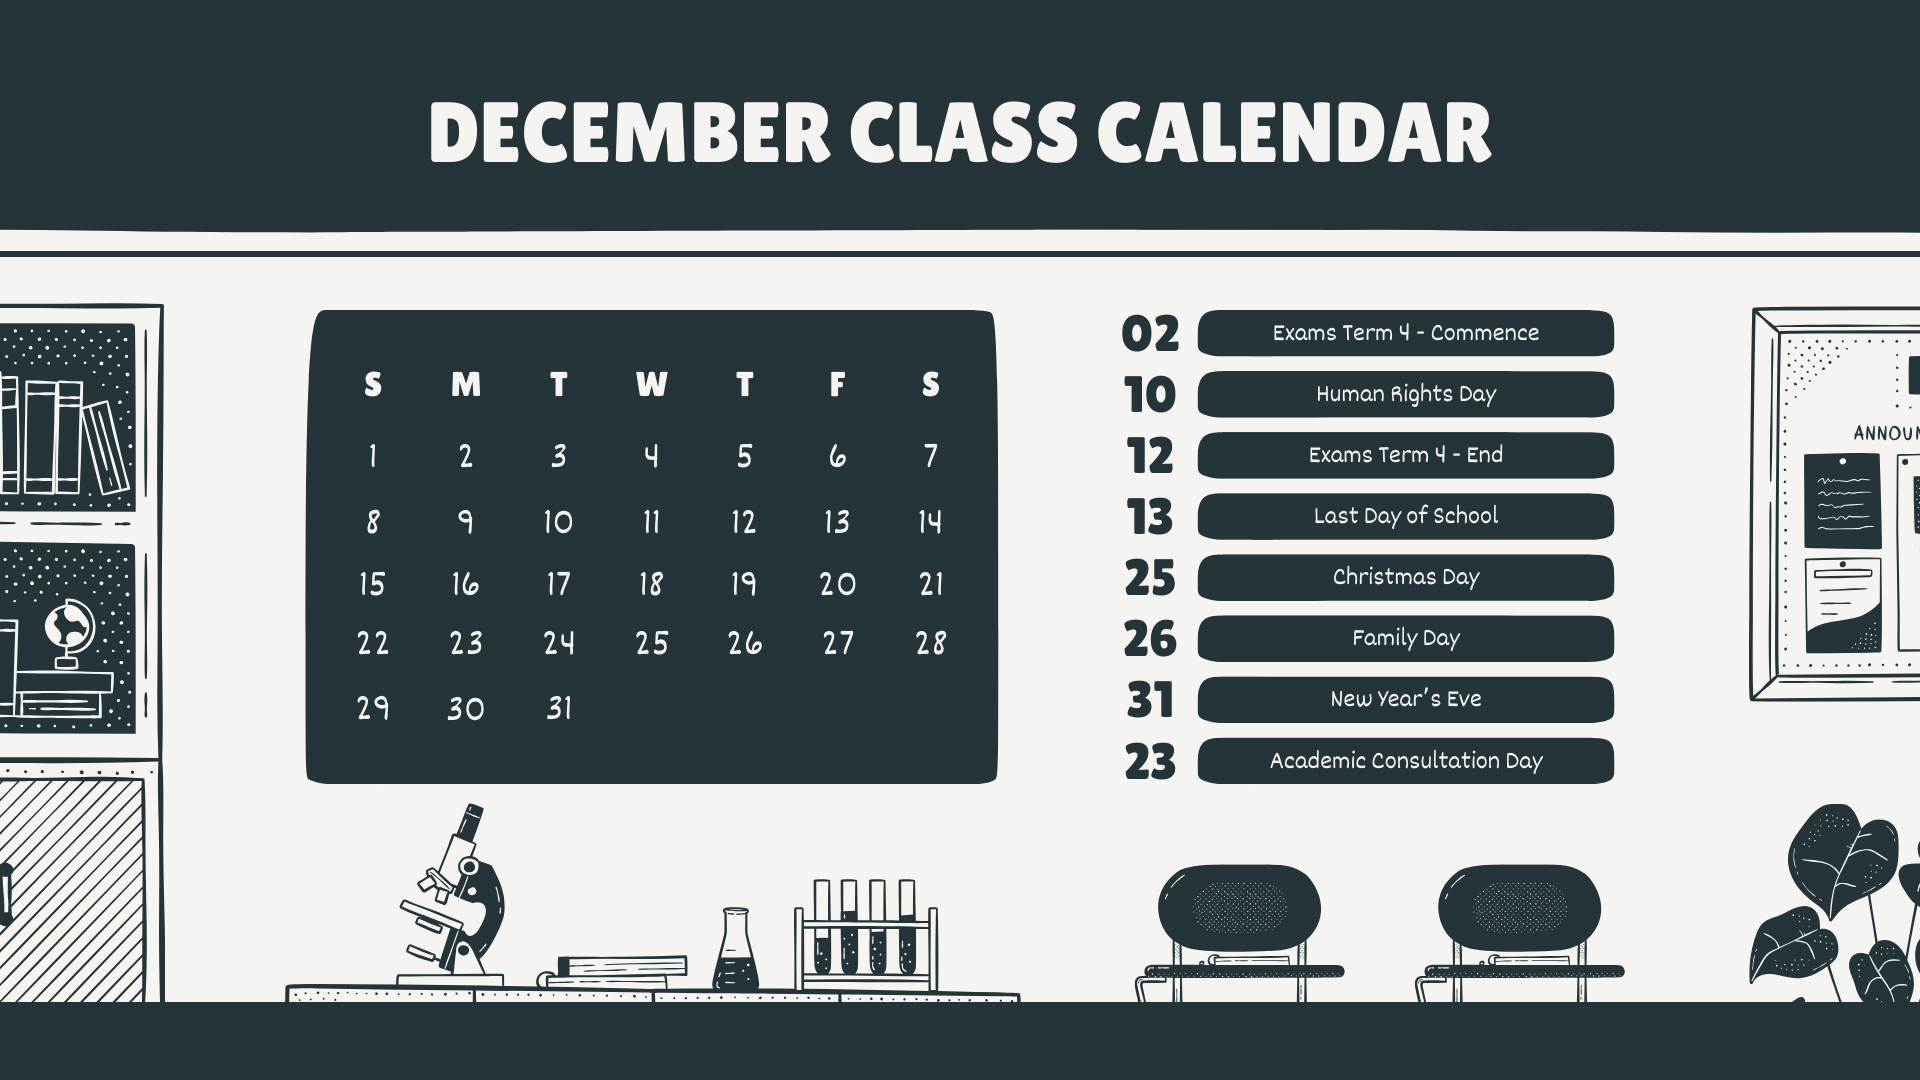 DECEMBER CLASS CALENDAR
S M T W T F S
1 2 3 4 5 6 7
8 9 10 11 12 13 14
15 16 17 18 19 20 21
22 23 24 25 26 27 28
29 30 31
02 Exams Term 4 - Commence
10 Human Rights Day
12 Exams Term 4 - End
13 Last Day of School
25 Christmas Day
26 Family Day
31 New Year's Eve
23 Academic Consultation Day